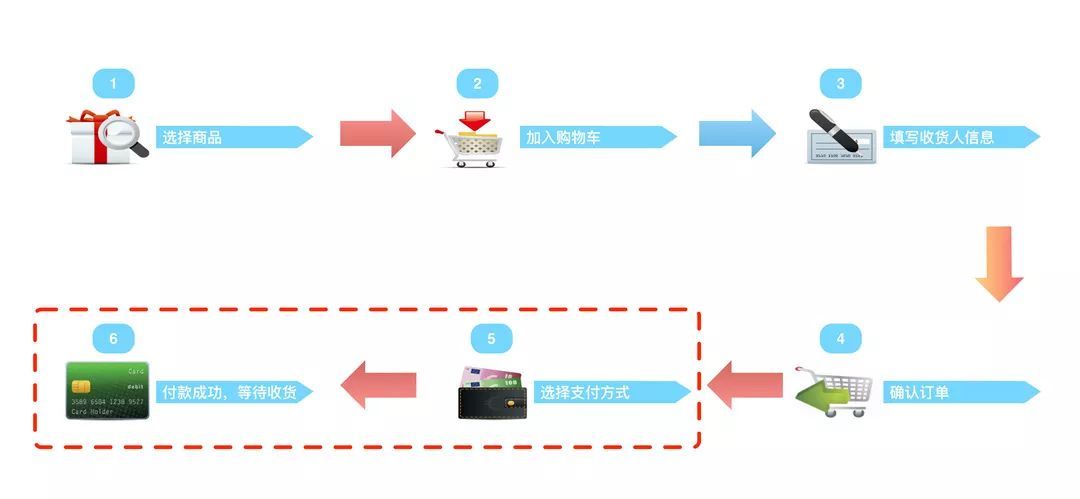 1
选择商品
2
加入购物车
3
填写收货人信息
4
确认订单
5
选择支付方式
6
Card
debit
3589 6584 1238 9527
Card Holder
付款成功，等待收货